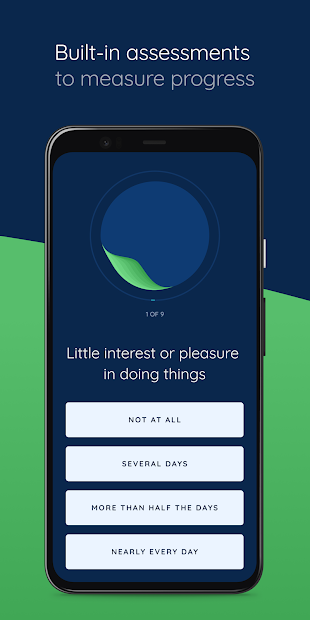 Built-in assessments
to measure progress
1 OF 9
Little interest or pleasure
in doing things
NOT AT ALL
SEVERAL DAYS
MORE THAN HALF THE DAYS
NEARLY EVERY DAY